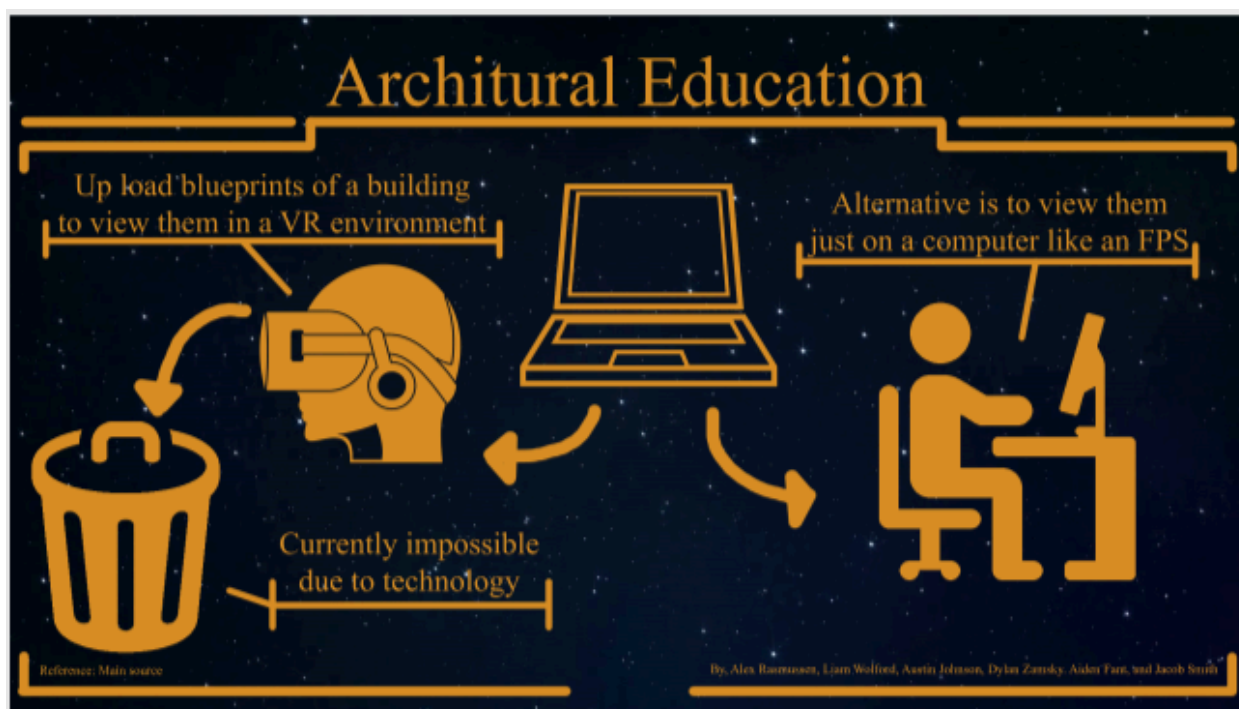 Architural Education
Up load blueprints of a building
to view them in a VR environment
Alternative is to view them
just on a computer like an FPS
Currently impossible
due to technology
Reference: Main source
By, Alex Rasmussen, Liam Welford, Austin Johnson, Dylan Zamsky. Aiden Fant, and Jacob Smith